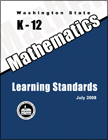 Washington State
K - 12
Mathematics
Learning Standards
July 2008